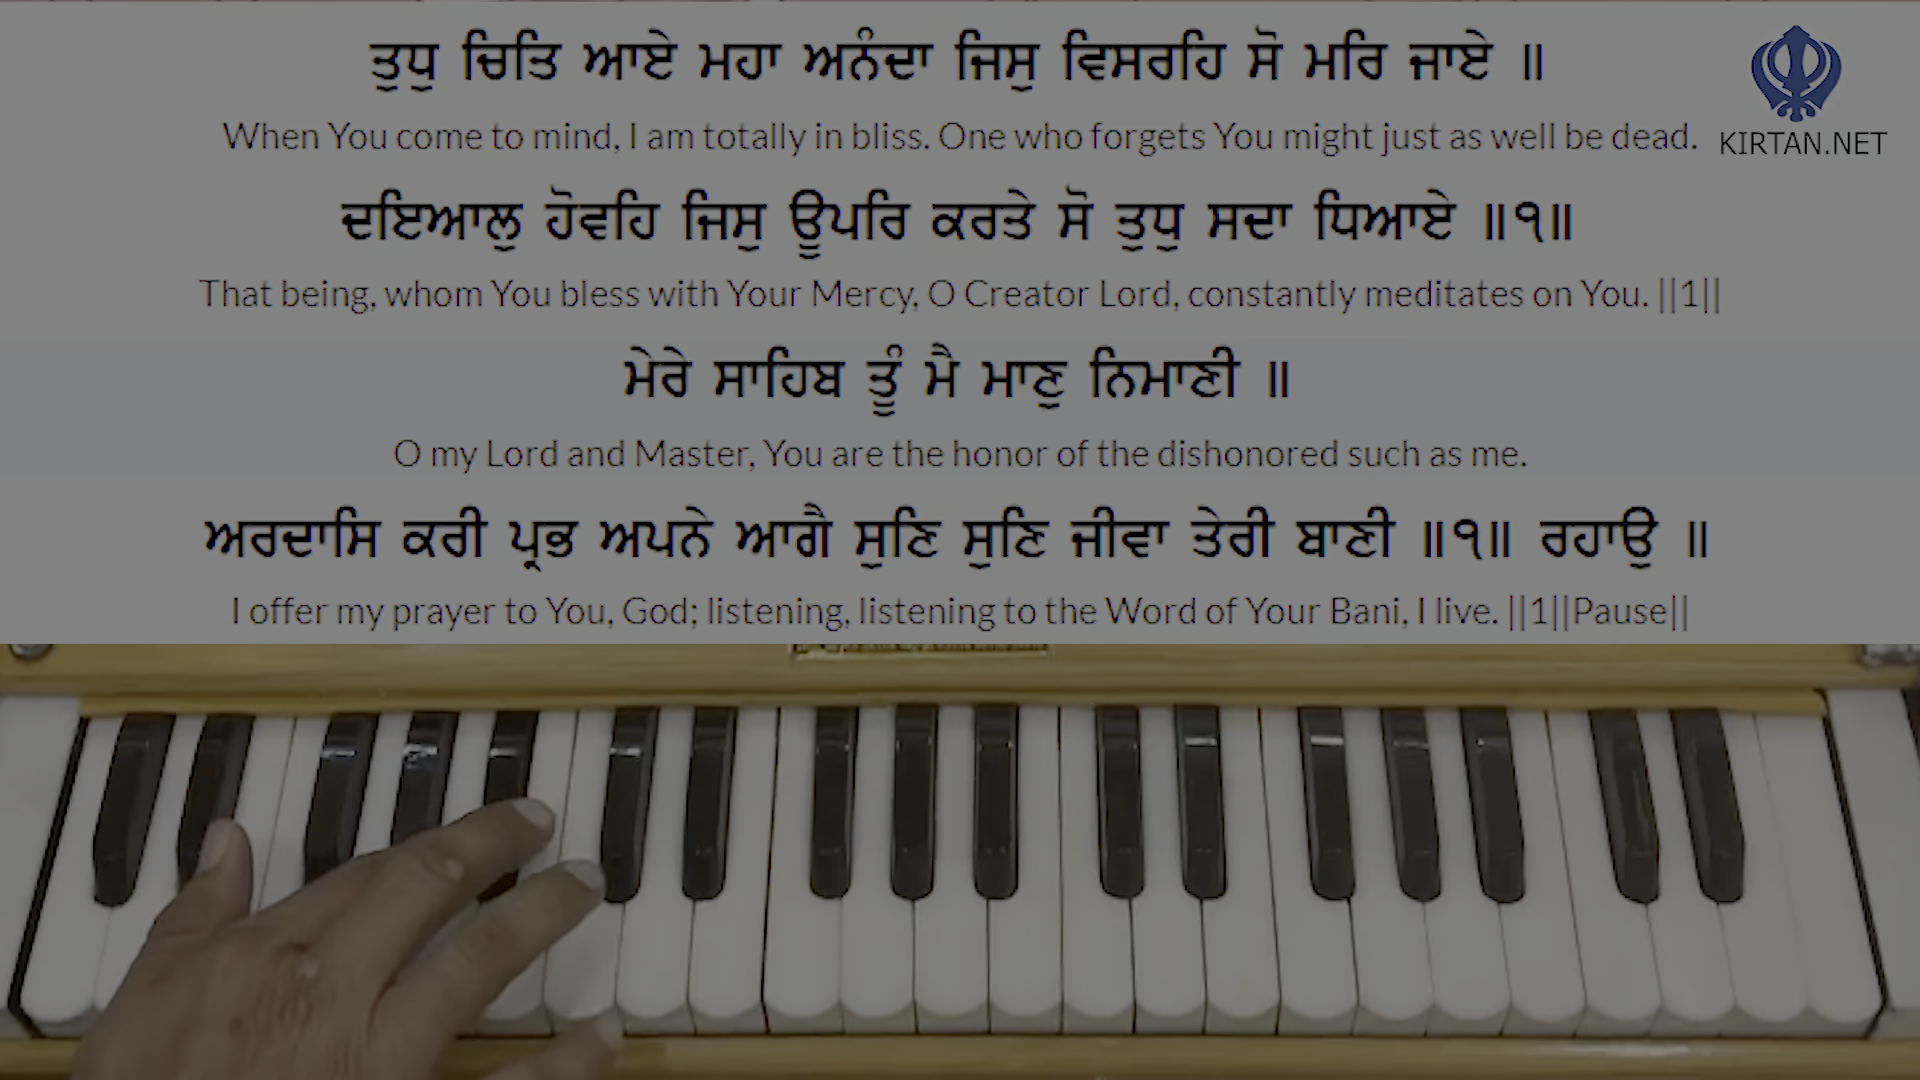 ਤੁਧੁ ਚਿਤਿ ਆਏ ਮਹਾ ਅਨੰਦਾ ਜਿਸੁ ਵਿਸਰਹਿ ਸੋ ਮਰਿ ਜਾਏ ॥
When You come to mind, I am totally in bliss. One who forgets You might just as well be dead.
KIRTAN.NET
ਦਇਆਲੁ ਹੋਵਹਿ ਜਿਸੁ ਊਪਰਿ ਕਰਤੇ ਸੋ ਤੁਧੁ ਸਦਾ ਧਿਆਏ ॥੧॥
That being, whom You bless with Your Mercy, O Creator Lord, constantly meditates on You. ||1||
ਮੇਰੇ ਸਾਹਿਬ ਤੂੰ ਮੈ ਮਾਣੁ ਨਿਮਾਣੀ ॥
O my Lord and Master, You are the honor of the dishonored such as me.
ਅਰਦਾਸਿ ਕਰੀ ਪ੍ਰਭ ਅਪਨੇ ਆਗੈ ਸੁਣਿ ਸੁਣਿ ਜੀਵਾ ਤੇਰੀ ਬਾਣੀ ॥੧॥ ਰਹਾਉ ॥
I offer my prayer to You, God; listening, listening to the Word of Your Bani, I live. ||1||Pause||